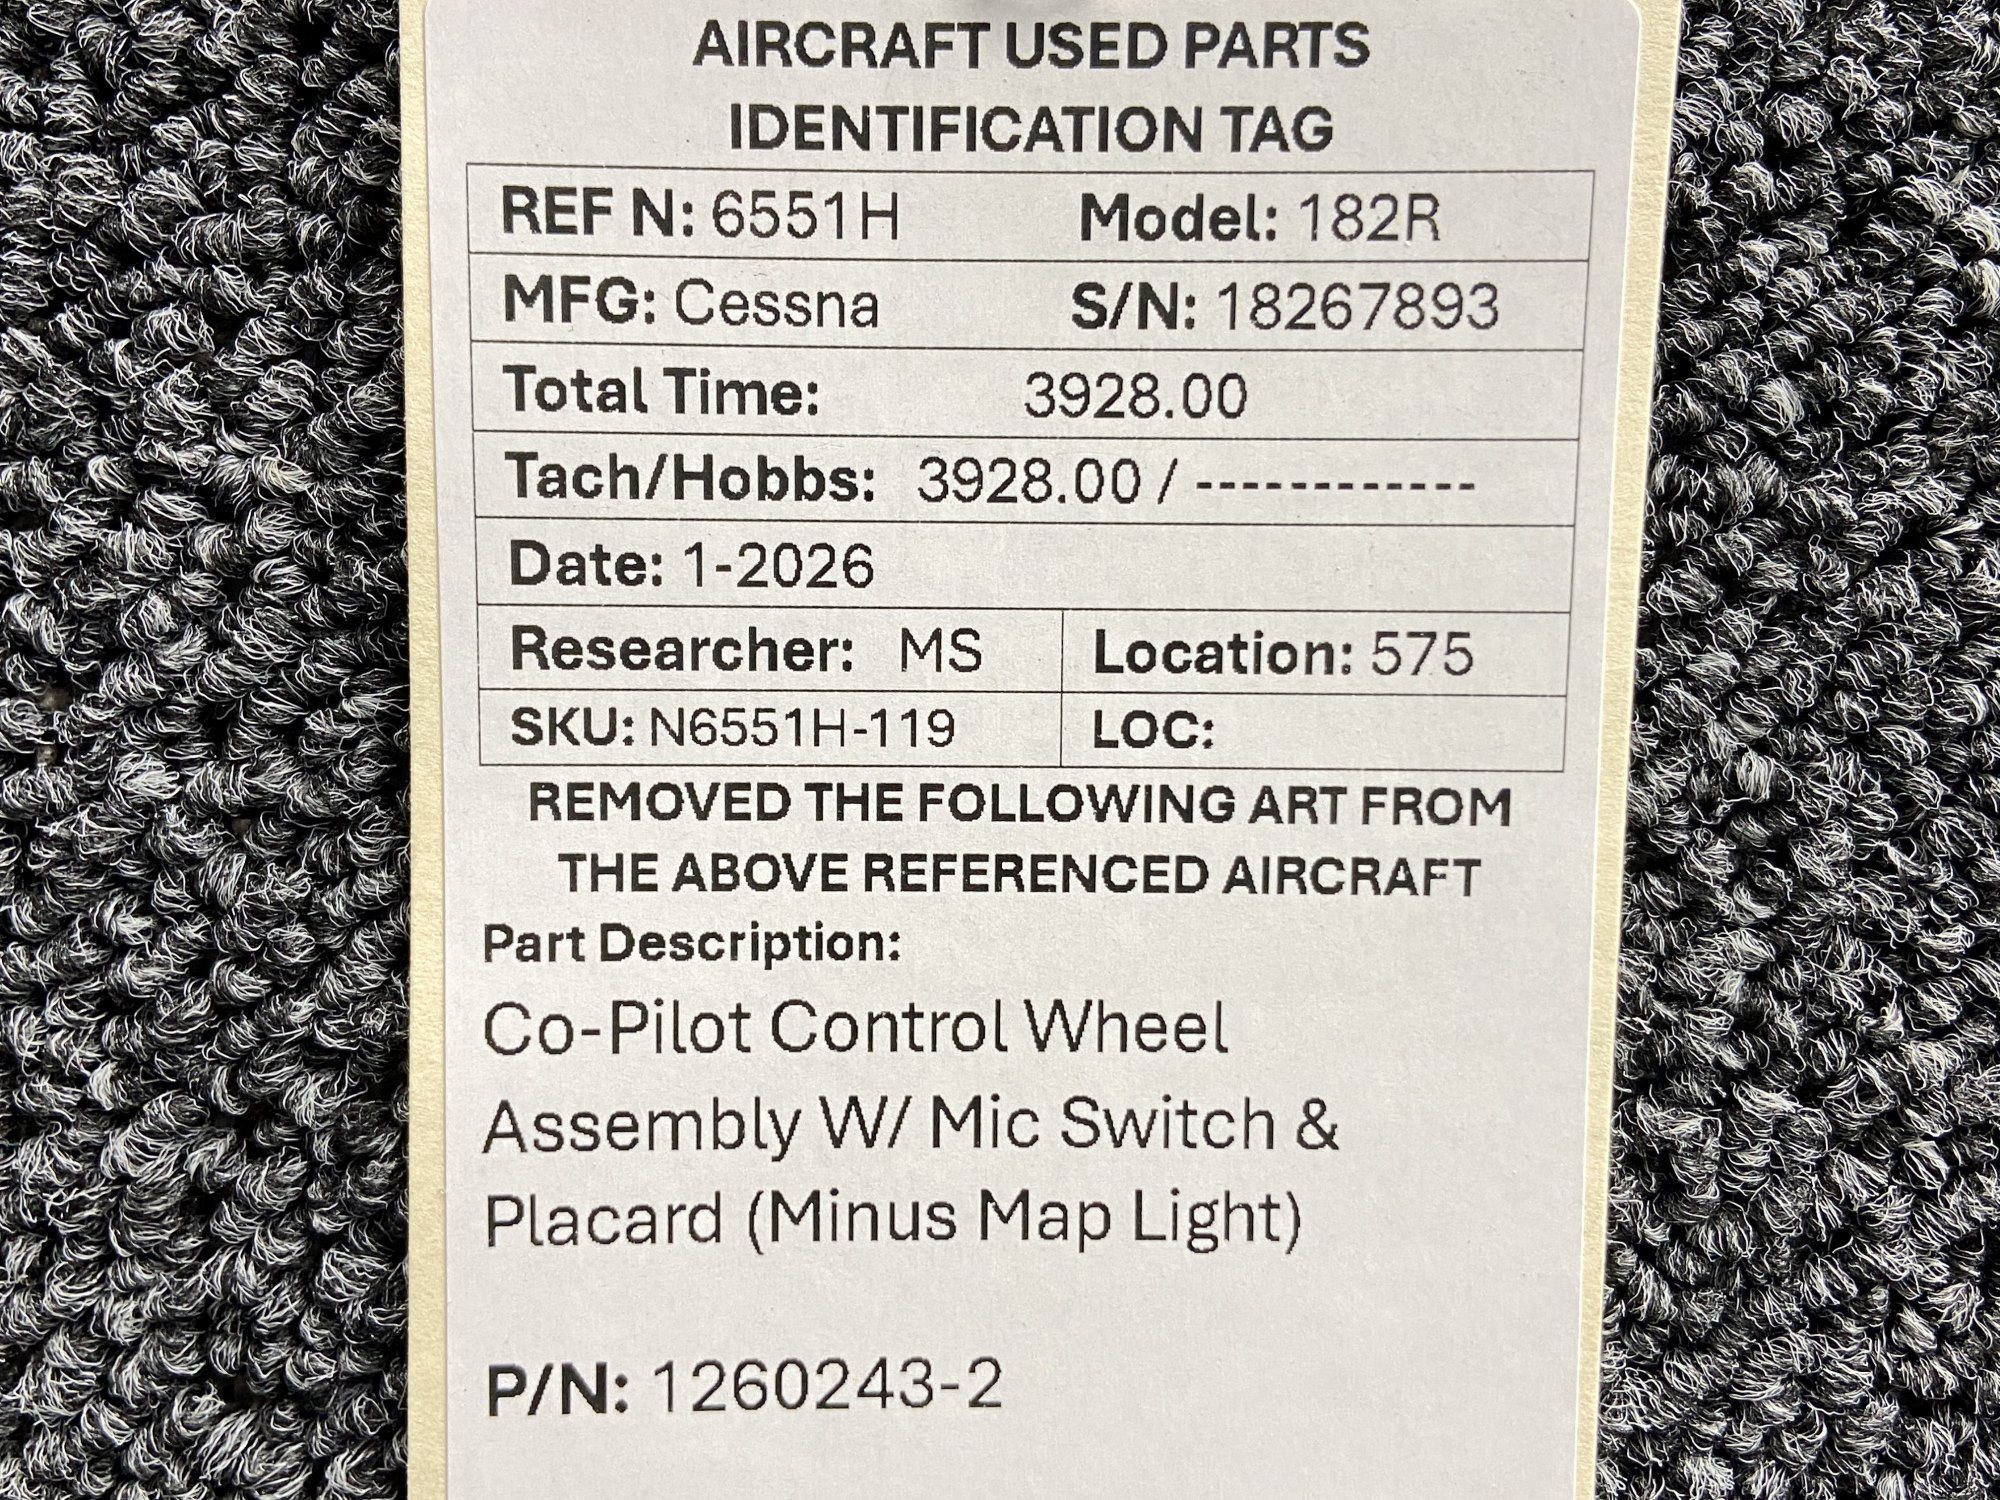 AIRCRAFT USED PARTS
IDENTIFICATION TAG
REF N: 6551H Model: 182R
MFG: Cessna S/N: 18267893
Total Time: 3928.00
Tach/Hobbs: 3928.00 / ------------
Date: 1-2026
Researcher: MS Location: 575
SKU: N6551H-119 LOC:
REMOVED THE FOLLOWING ART FROM
THE ABOVE REFERENCED AIRCRAFT
Part Description:
Co-Pilot Control Wheel
Assembly W/ Mic Switch &
Placard (Minus Map Light)
P/N: 1260243-2